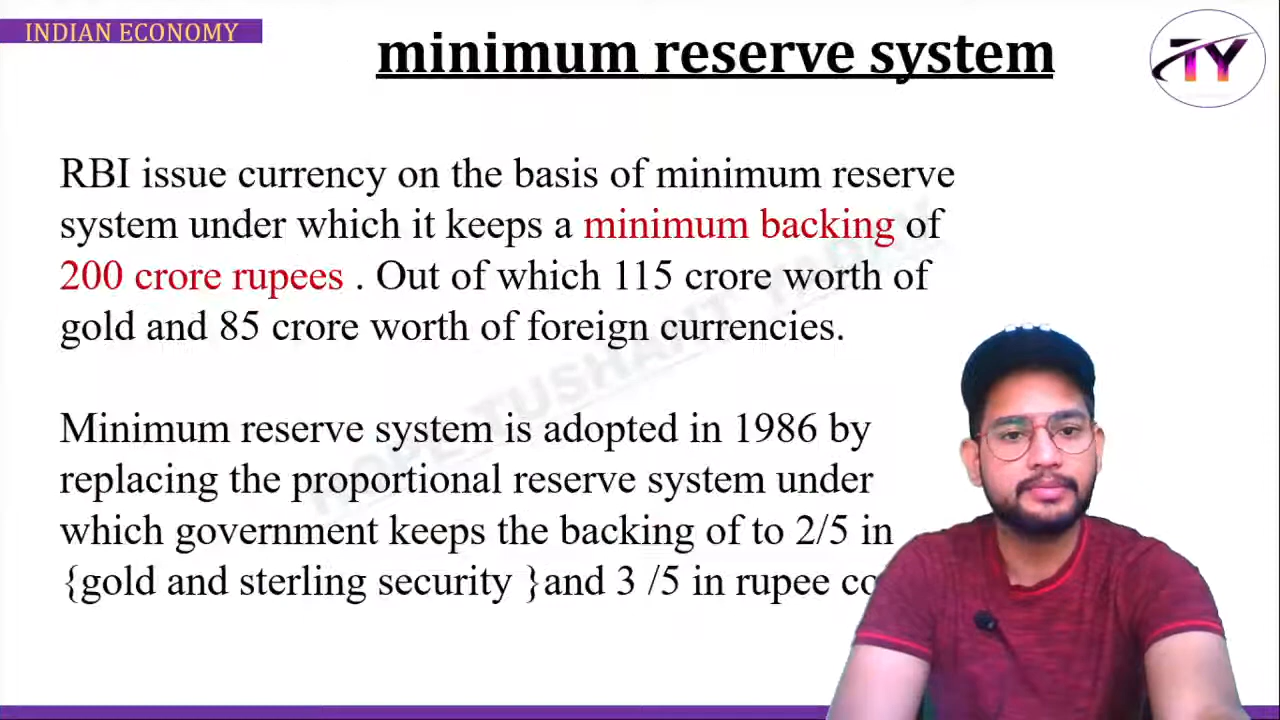 INDIAN ECONOMY
minimum reserve system
TY
RBI issue currency on the basis of minimum reserve
system under which it keeps a minimum backing of
200 crore rupees . Out of which 115 crore worth of
gold and 85 crore worth of foreign currencies.
Minimum reserve system is adopted in 1986 by
replacing the proportional reserve system under
which government keeps the backing of to 2/5 in
{gold and sterling security }and 3 /5 in rupee